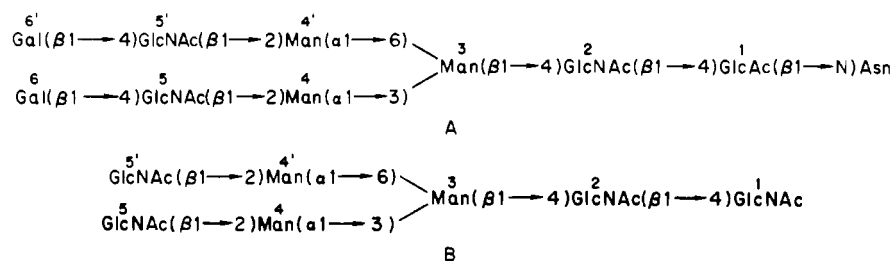 6' 5' 4'
Gal(β1→4)GlcNAc(β1→2)Man(α1→6)
3 2 1
Man(β1→4)GlcNAc(β1→4)GlcAc(β1→N)Asn
6 5 4
Gal(β1→4)GlcNAc(β1→2)Man(α1→3)
A
5' 4'
GlcNAc(β1→2)Man(α1→6)
3 2 1
Man(β1→4)GlcNAc(β1→4)GlcNAc
5 4
GlcNAc(β1→2)Man(α1→3)
B